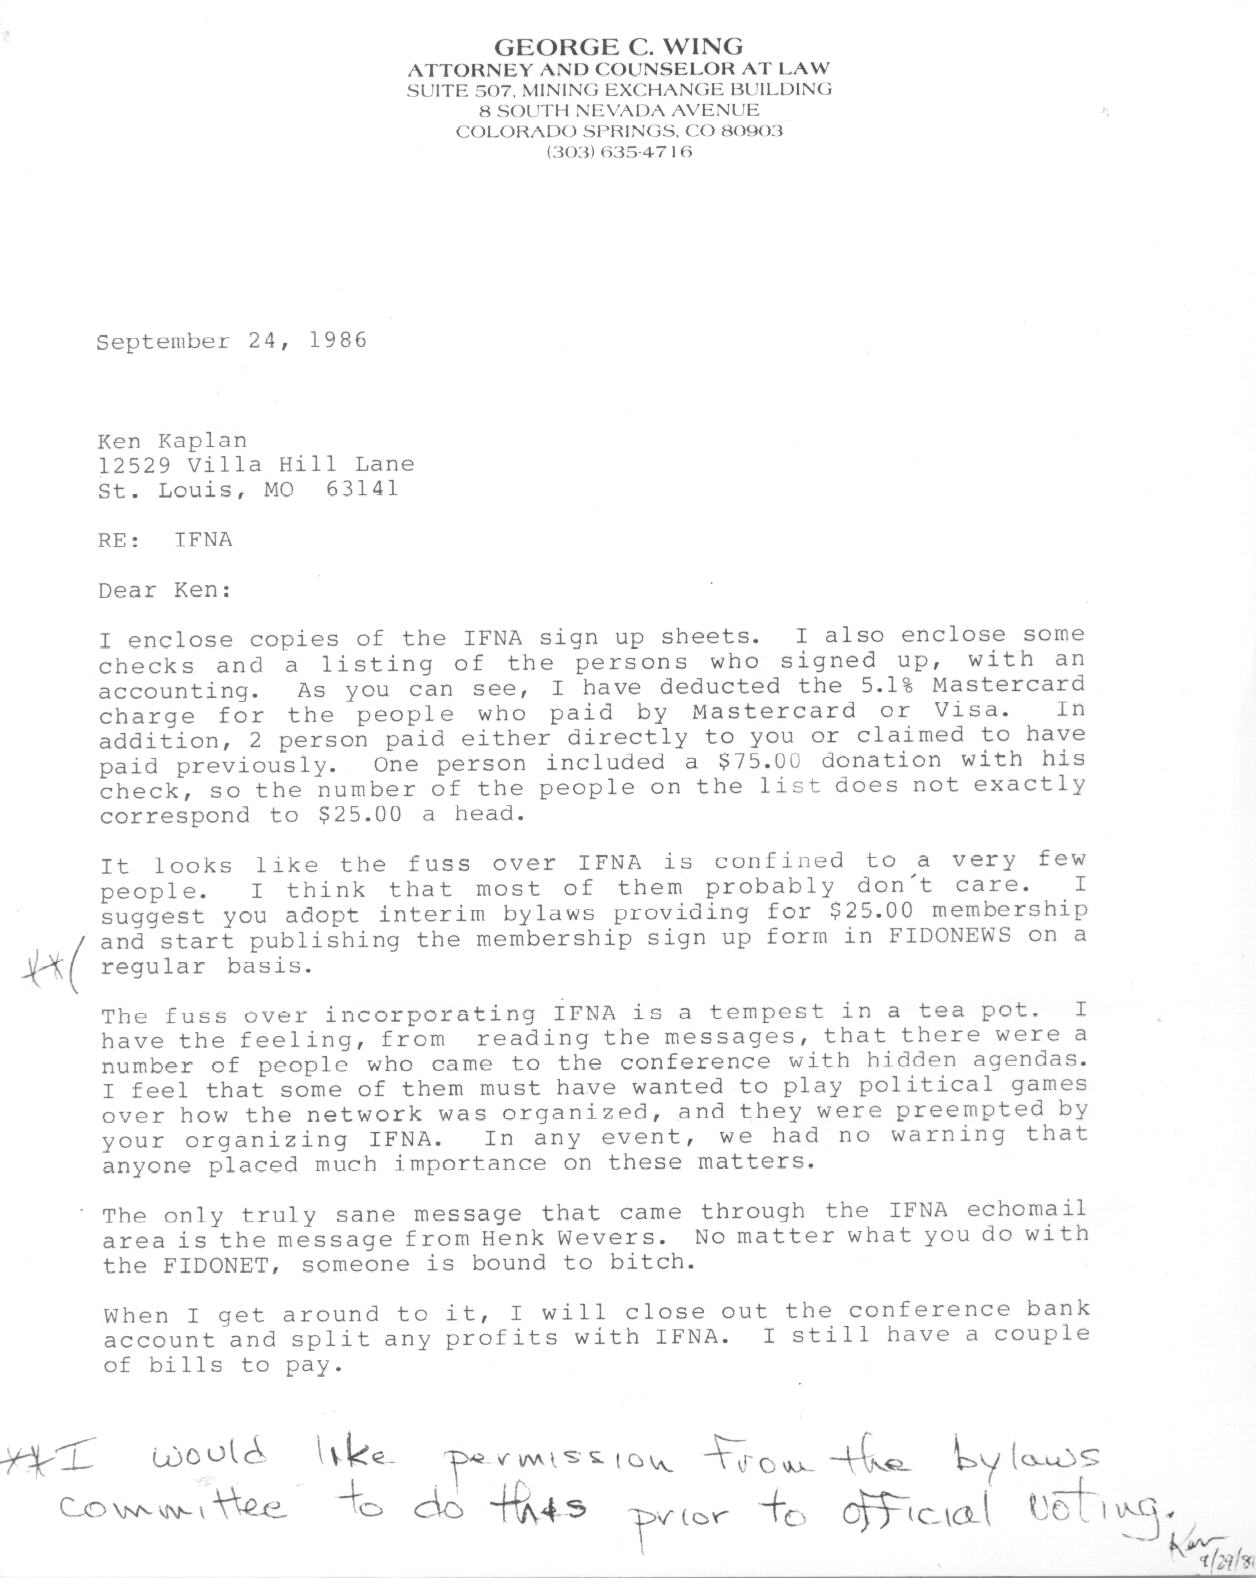 GEORGE C. WING
ATTORNEY AND COUNSELOR AT LAW
SUITE 507, MINING EXCHANGE BUILDING
8 SOUTH NEVADA AVENUE
COLORADO SPRINGS, CO 80903
(303) 635-4716
September 24, 1986
Ken Kaplan
12529 Villa Hill Lane
St. Louis, MO 63141
RE: IFNA
Dear Ken:
I enclose copies of the IFNA sign up sheets. I also enclose some
checks and a listing of the persons who signed up, with an
accounting. As you can see, I have deducted the 5.1% Mastercard
charge for the people who paid by Mastercard or Visa. In
addition, 2 person paid either directly to you or claimed to have
paid previously. One person included a $75.00 donation with his
check, so the number of the people on the list does not exactly
correspond to $25.00 a head.
It looks like the fuss over IFNA is confined to a very few
people. I think that most of them probably don't care. I
suggest you adopt interim bylaws providing for $25.00 membership
and start publishing the membership sign up form in FIDONEWS on a
**( regular basis.
The fuss over incorporating IFNA is a tempest in a tea pot. I
have the feeling, from reading the messages, that there were a
number of people who came to the conference with hidden agendas.
I feel that some of them must have wanted to play political games
over how the network was organized, and they were preempted by
your organizing IFNA. In any event, we had no warning that
anyone placed much importance on these matters.
The only truly sane message that came through the IFNA echomail
area is the message from Henk Wevers. No matter what you do with
the FIDONET, someone is bound to bitch.
When I get around to it, I will close out the conference bank
account and split any profits with IFNA. I still have a couple
of bills to pay.
**I would like permission from the bylaws
committee to do this prior to official voting.
Ken
9/29/86